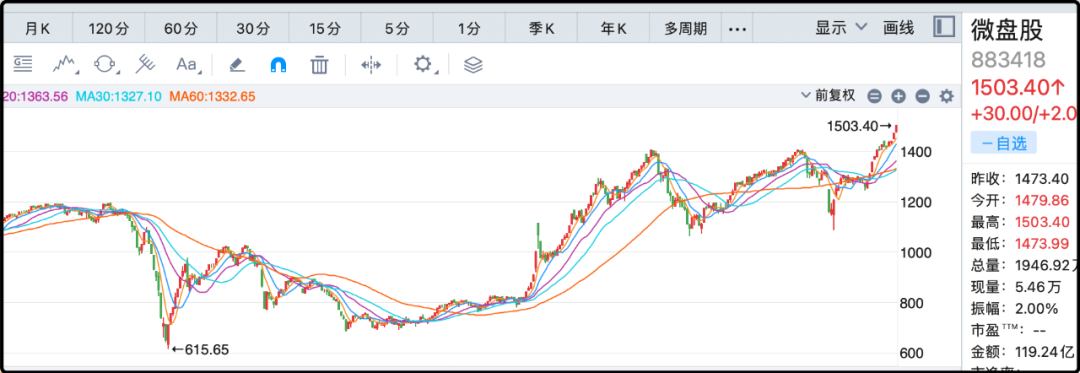 月K 120分 60分 30分 15分 5分 1分 季K 年K 多周期 ... 显示 画线
Aa
20:1363.56 MA30:1327.10 MA60:1332.65 前复权
1503.40→
1400
1200
1000
800
600
←615.65
微盘股
883418
1503.40↑
+30.00/+2.0
－自选
昨收: 1473.40
今开: 1479.86
最高: 1503.40
最低: 1473.99
总量: 1946.92万
现量: 5.46万
振幅: 2.00%
市盈TTM: --
金额: 119.24亿